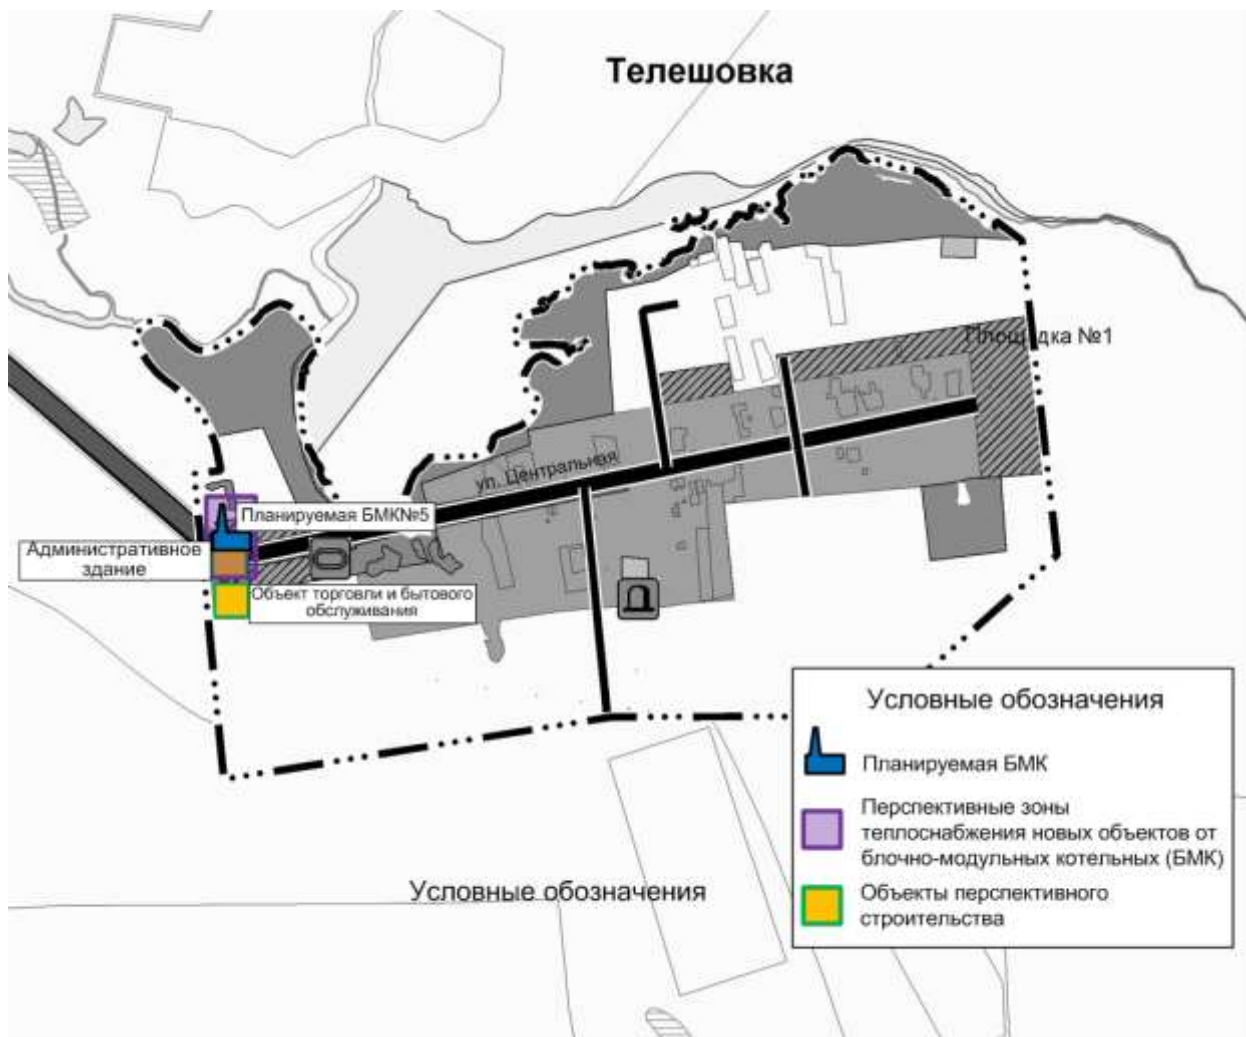 Телешовка
Площадка №1
ул. Центральная
Планируемая БМК№5
Административное
здание
Объект торговли и бытового
обслуживания
Условные обозначения
Планируемая БМК
Перспективные зоны
теплоснабжения новых объектов от
блочно-модульных котельных (БМК)
Объекты перспективного
строительства
Условные обозначения